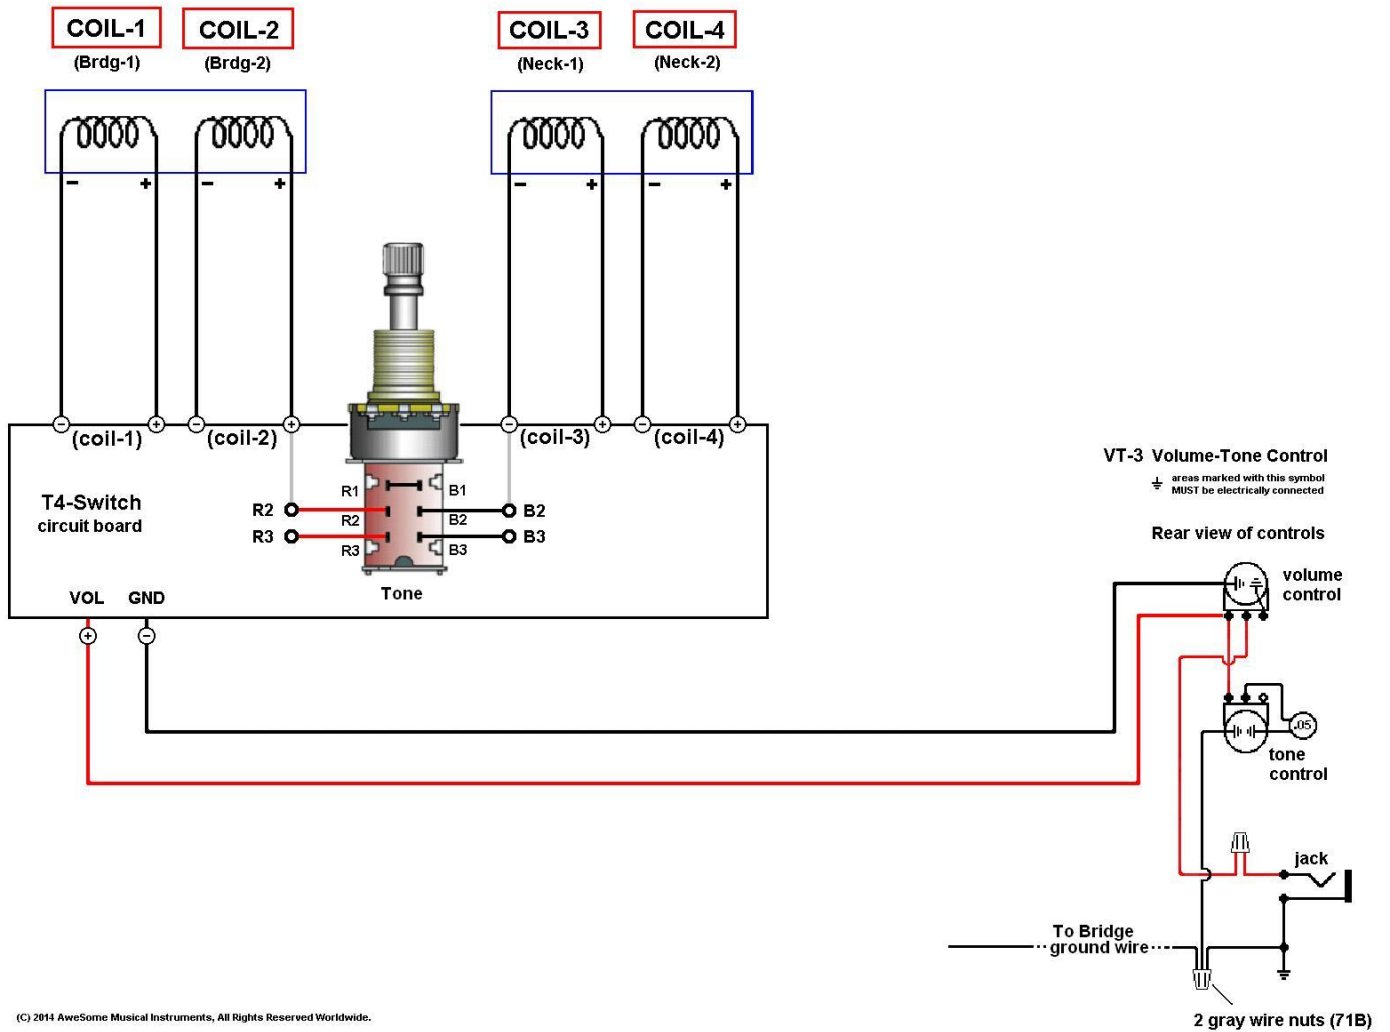 COIL-1 COIL-2 COIL-3 COIL-4
(Brdg-1) (Brdg-2) (Neck-1) (Neck-2)
− + − + − + − +
− (coil-1) + − (coil-2) + − (coil-3) + − (coil-4) +
T4-Switch
circuit board
R1 B1
R2 R2 B2 B2
R3 R3 B3 B3
Tone
VOL GND
+ −
VT-3 Volume-Tone Control
areas marked with this symbol
MUST be electrically connected
Rear view of controls
volume
control
.05
tone
control
jack
To Bridge
ground wire
2 gray wire nuts (71B)
(C) 2014 AweSome Musical Instruments, All Rights Reserved Worldwide.